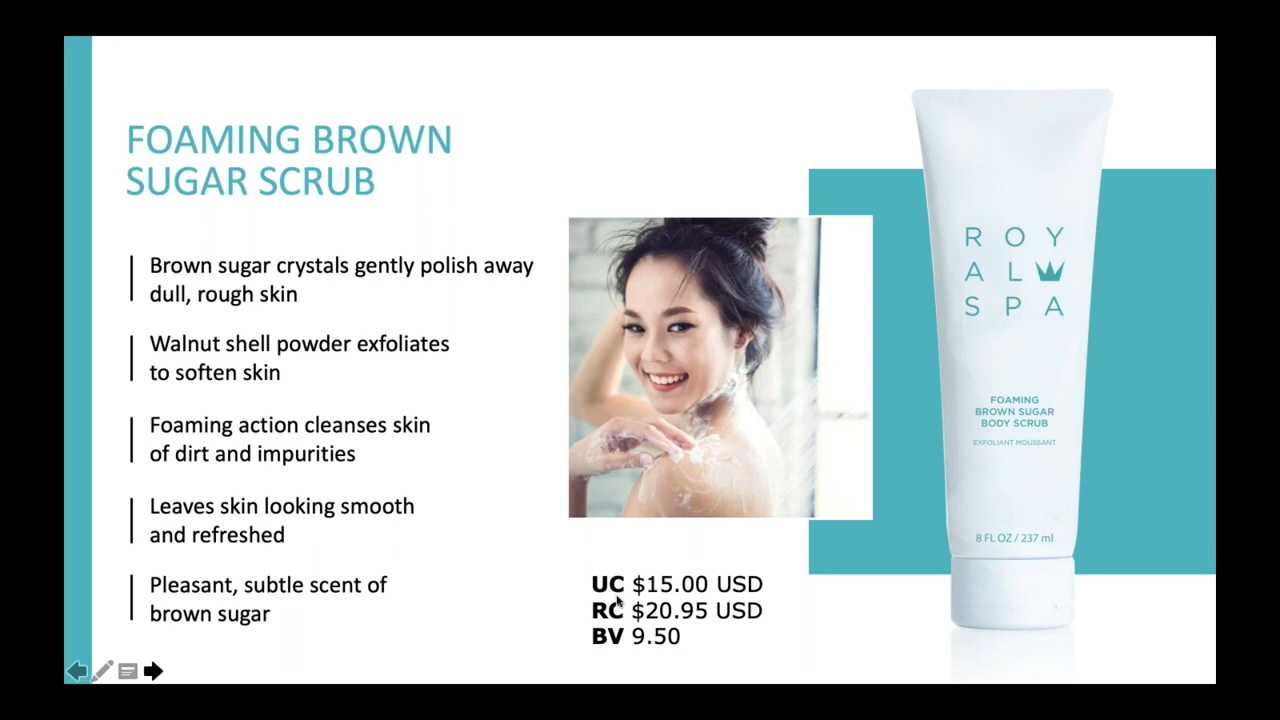 FOAMING BROWN
SUGAR SCRUB
Brown sugar crystals gently polish away
dull, rough skin
Walnut shell powder exfoliates
to soften skin
Foaming action cleanses skin
of dirt and impurities
Leaves skin looking smooth
and refreshed
Pleasant, subtle scent of
brown sugar
UC $15.00 USD
RC $20.95 USD
BV 9.50
ROY
AL
SPA
FOAMING
BROWN SUGAR
BODY SCRUB
EXFOLIANT MOUSSANT
8 FL OZ / 237 ml